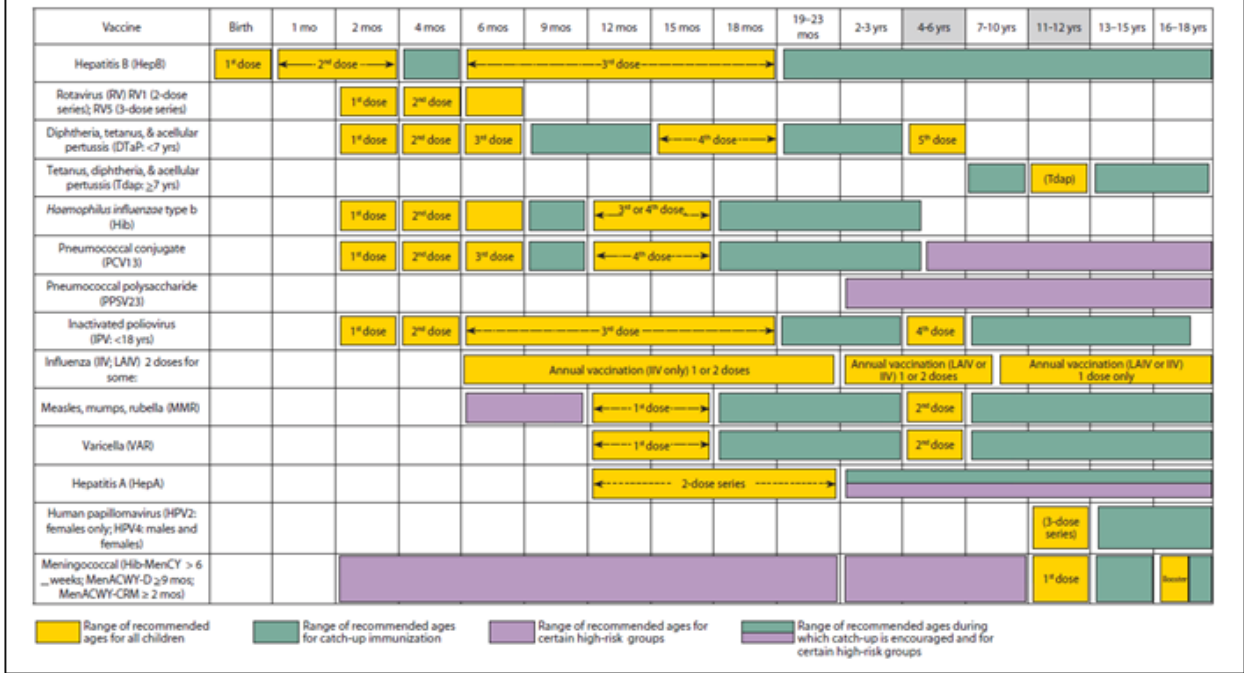 Vaccine Birth 1 mo 2 mos 4 mos 6 mos 9 mos 12 mos 15 mos 18 mos 19–23 mos 2-3 yrs 4-6 yrs 7-10 yrs 11-12 yrs 13–15 yrs 16–18 yrs
Hepatitis B (HepB) 1st dose 2nd dose 3rd dose
Rotavirus (RV) RV1 (2-dose
series); RV5 (3-dose series) 1st dose 2nd dose
Diphtheria, tetanus, & acellular
pertussis (DTaP: <7 yrs) 1st dose 2nd dose 3rd dose 4th dose 5th dose
Tetanus, diphtheria, & acellular
pertussis (Tdap: ≥7 yrs) (Tdap)
Haemophilus influenzae type b
(Hib) 1st dose 2nd dose 3rd or 4th dose
Pneumococcal conjugate
(PCV13) 1st dose 2nd dose 3rd dose 4th dose
Pneumococcal polysaccharide
(PPSV23)
Inactivated poliovirus
(IPV: <18 yrs) 1st dose 2nd dose 3rd dose 4th dose
Influenza (IIV; LAIV) 2 doses for
some:
Annual vaccination (IIV only) 1 or 2 doses
Annual vaccination (LAIV or
IIV) 1 or 2 doses
Annual vaccination (LAIV or IIV)
1 dose only
Measles, mumps, rubella (MMR) 1st dose 2nd dose
Varicella (VAR) 1st dose 2nd dose
Hepatitis A (HepA) 2-dose series
Human papillomavirus (HPV2:
females only; HPV4: males and
females)
(3-dose
series)
Meningococcal (Hib-MenCY > 6
weeks; MenACWY-D ≥9 mos;
MenACWY-CRM ≥ 2 mos) 1st dose Booster
Range of recommended
ages for all children
Range of recommended ages
for catch-up immunization
Range of recommended ages for
certain high-risk groups
Range of recommended ages during
which catch-up is encouraged and for
certain high-risk groups